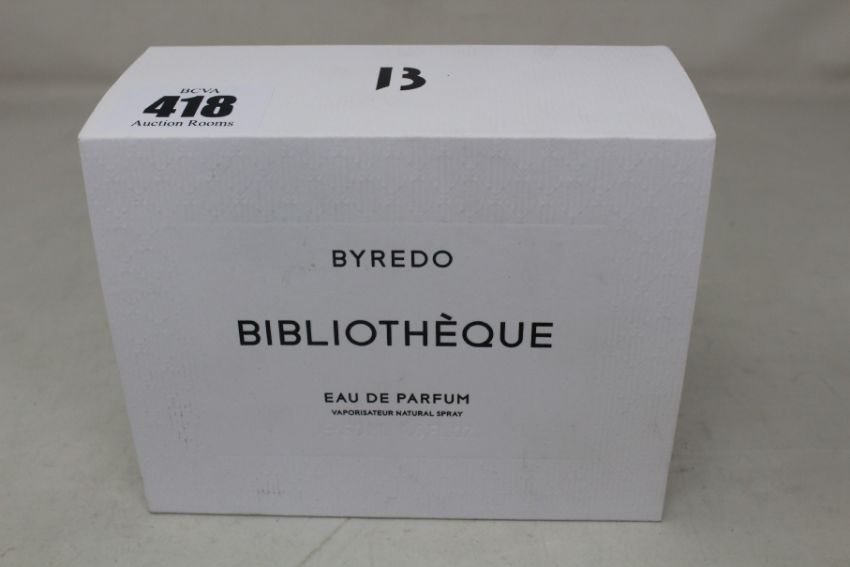 BCVA
418
Auction Rooms
B
BYREDO
BIBLIOTHÈQUE
EAU DE PARFUM
VAPORISATEUR NATURAL SPRAY